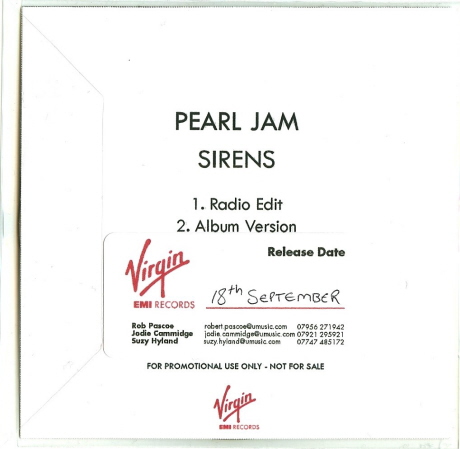 PEARL JAM
SIRENS
1. Radio Edit
2. Album Version
Release Date
Virgin
EMI RECORDS
18th SEPTEMBER
Rob Pascoe robert.pascoe@umusic.com 07956 271942
Jodie Cammidge jodie.cammidge@umusic.com 07921 295921
Suzy Hyland suzy.hyland@umusic.com 07747 485172
FOR PROMOTIONAL USE ONLY - NOT FOR SALE
Virgin
EMI RECORDS